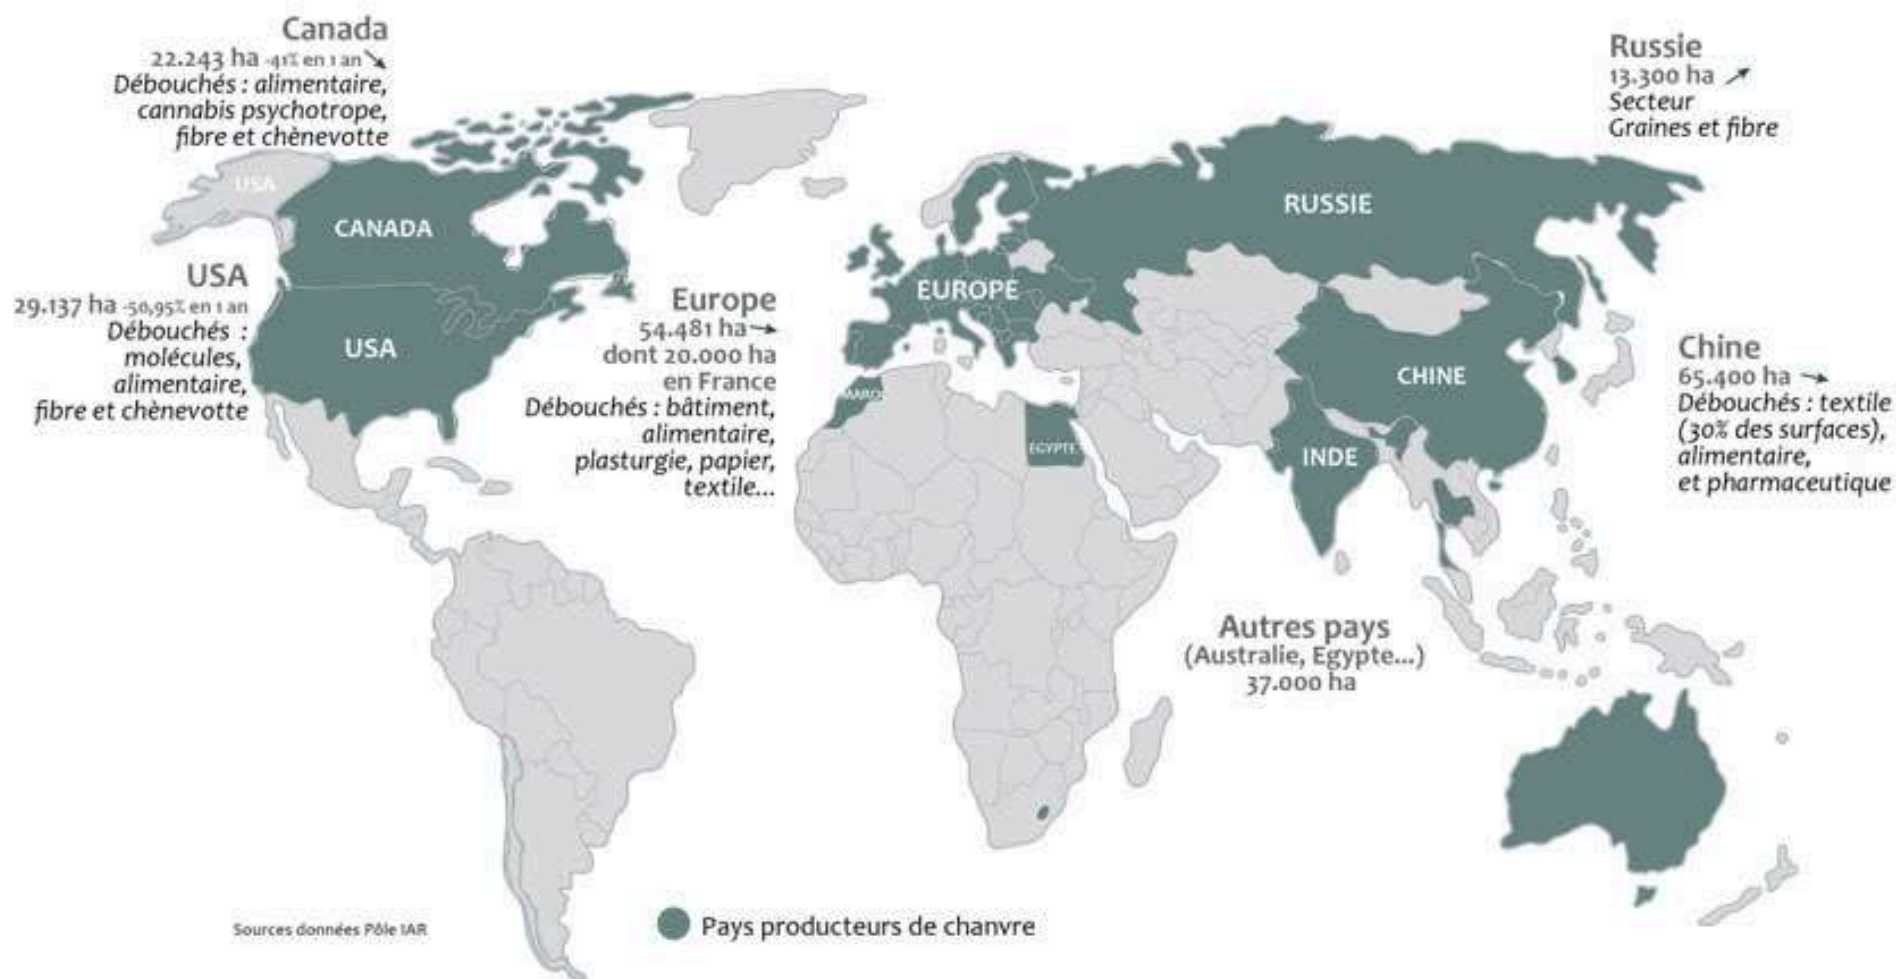 Canada
22.243 ha -41% en 1 an
Débouchés : alimentaire,
cannabis psychotrope,
fibre et chènevotte
Russie
13.300 ha
Secteur
Graines et fibre
USA
CANADA
RUSSIE
USA
29.137 ha -50,95% en 1 an
Débouchés :
molécules,
alimentaire,
fibre et chènevotte
USA
Europe
54.481 ha
dont 20.000 ha
en France
Débouchés : bâtiment,
alimentaire,
plasturgie, papier,
textile...
EUROPE
MAROC
EGYPTE
CHINE
INDE
Chine
65.400 ha
Débouchés : textile
(30% des surfaces),
alimentaire,
et pharmaceutique
Autres pays
(Australie, Egypte...)
37.000 ha
Sources données Pôle IAR
Pays producteurs de chanvre